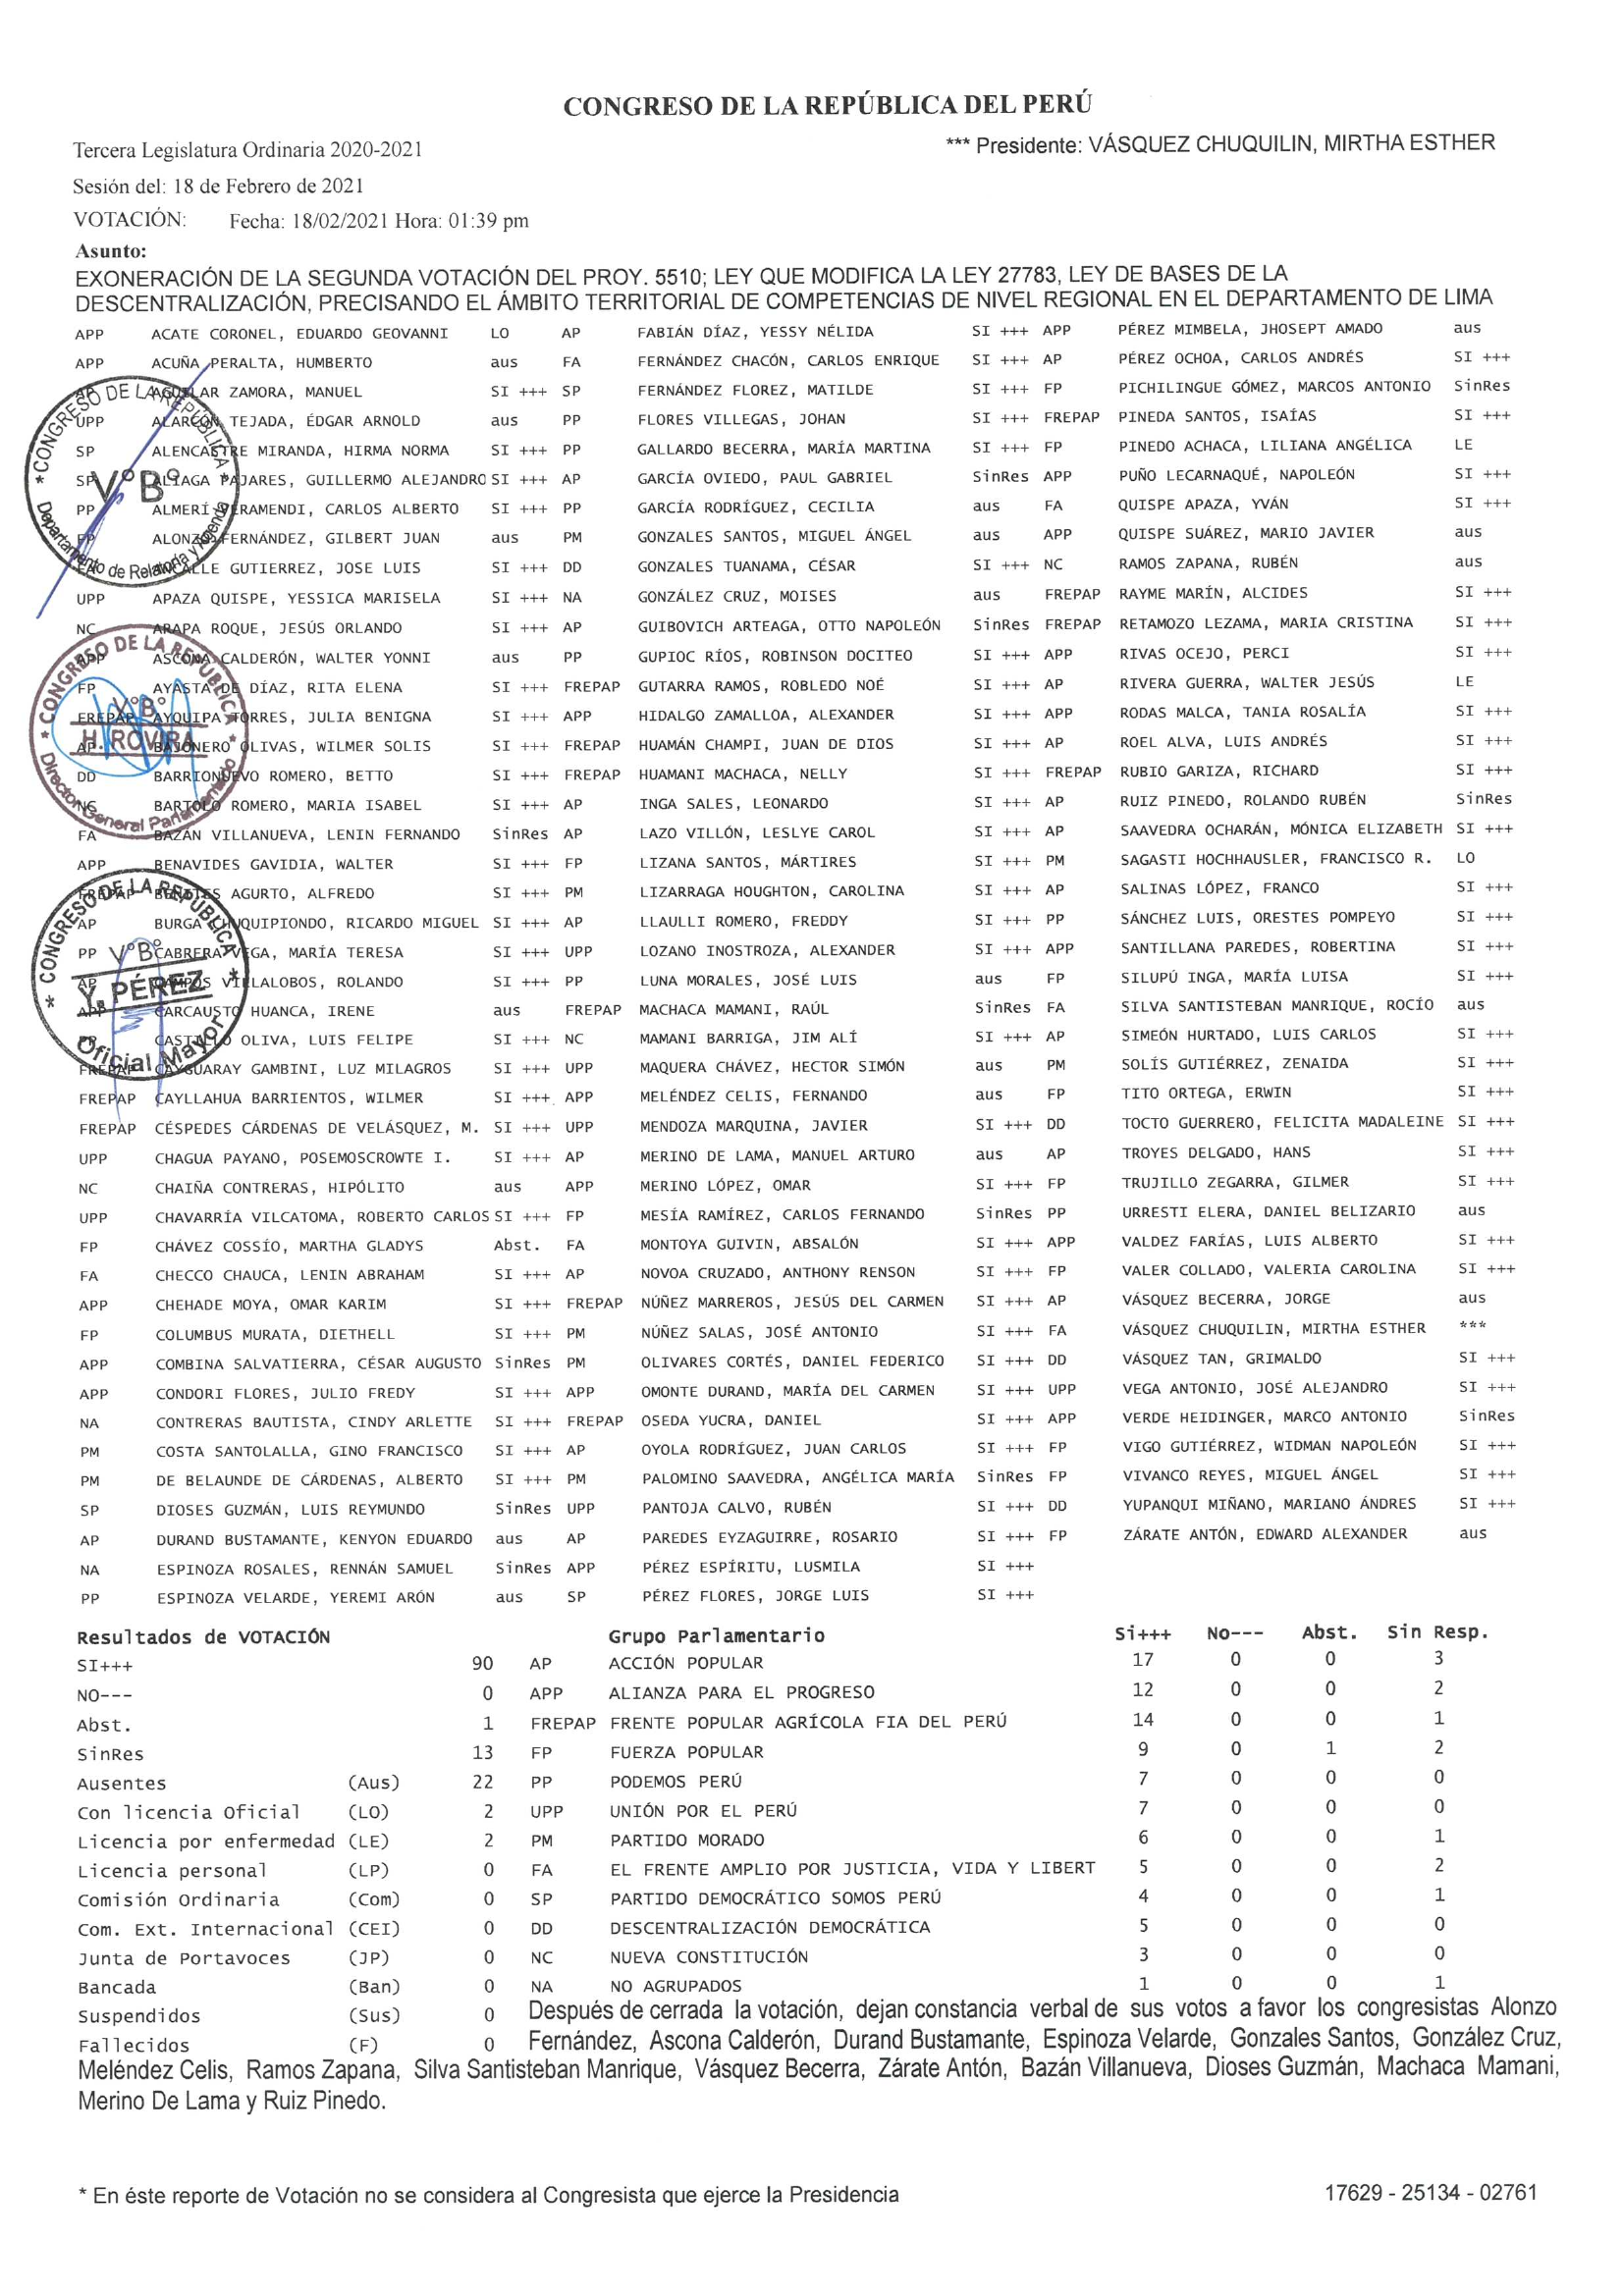 CONGRESO DE LA REPÚBLICA DEL PERÚ
Tercera Legislatura Ordinaria 2020-2021 *** Presidente: VÁSQUEZ CHUQUILIN, MIRTHA ESTHER
Sesión del: 18 de Febrero de 2021
VOTACIÓN: Fecha: 18/02/2021 Hora: 01:39 pm
Asunto:
EXONERACIÓN DE LA SEGUNDA VOTACIÓN DEL PROY. 5510; LEY QUE MODIFICA LA LEY 27783, LEY DE BASES DE LA
DESCENTRALIZACIÓN, PRECISANDO EL ÁMBITO TERRITORIAL DE COMPETENCIAS DE NIVEL REGIONAL EN EL DEPARTAMENTO DE LIMA
APP ACATE CORONEL, EDUARDO GEOVANNI LO AP FABIÁN DÍAZ, YESSY NÉLIDA SI +++ APP PÉREZ MIMBELA, JHOSEPT AMADO aus
APP ACUÑA PERALTA, HUMBERTO aus FA FERNÁNDEZ CHACÓN, CARLOS ENRIQUE SI +++ AP PÉREZ OCHOA, CARLOS ANDRÉS SI +++
AP AGUILAR ZAMORA, MANUEL SI +++ SP FERNÁNDEZ FLOREZ, MATILDE SI +++ FP PICHILINGUE GÓMEZ, MARCOS ANTONIO SinRes
UPP ALARCÓN TEJADA, ÉDGAR ARNOLD aus PP FLORES VILLEGAS, JOHAN SI +++ FREPAP PINEDA SANTOS, ISAÍAS SI +++
SP ALENCASTRE MIRANDA, HIRMA NORMA SI +++ PP GALLARDO BECERRA, MARÍA MARTINA SI +++ FP PINEDO ACHACA, LILIANA ANGÉLICA LE
SP ALIAGA PAJARES, GUILLERMO ALEJANDRO SI +++ AP GARCÍA OVIEDO, PAUL GABRIEL SinRes APP PUÑO LECARNAQUÉ, NAPOLEÓN SI +++
PP ALMERÍ VERAMENDI, CARLOS ALBERTO SI +++ PP GARCÍA RODRÍGUEZ, CECILIA aus FA QUISPE APAZA, YVÁN SI +++
FP ALONZO FERNÁNDEZ, GILBERT JUAN aus PM GONZALES SANTOS, MIGUEL ÁNGEL aus APP QUISPE SUÁREZ, MARIO JAVIER aus
FA ANCALLE GUTIERREZ, JOSE LUIS SI +++ DD GONZALES TUANAMA, CÉSAR SI +++ NC RAMOS ZAPANA, RUBÉN aus
UPP APAZA QUISPE, YESSICA MARISELA SI +++ NA GONZÁLEZ CRUZ, MOISES aus FREPAP RAYME MARÍN, ALCIDES SI +++
NC ARAPA ROQUE, JESÚS ORLANDO SI +++ AP GUIBOVICH ARTEAGA, OTTO NAPOLEÓN SinRes FREPAP RETAMOZO LEZAMA, MARIA CRISTINA SI +++
APP ASCONA CALDERÓN, WALTER YONNI aus PP GUPIOC RÍOS, ROBINSON DOCITEO SI +++ APP RIVAS OCEJO, PERCI SI +++
FP AYASTA DE DÍAZ, RITA ELENA SI +++ FREPAP GUTARRA RAMOS, ROBLEDO NOÉ SI +++ AP RIVERA GUERRA, WALTER JESÚS LE
FREPAP AYQUIPA TORRES, JULIA BENIGNA SI +++ APP HIDALGO ZAMALLOA, ALEXANDER SI +++ APP RODAS MALCA, TANIA ROSALÍA SI +++
AP BAJONERO OLIVAS, WILMER SOLIS SI +++ FREPAP HUAMÁN CHAMPI, JUAN DE DIOS SI +++ AP ROEL ALVA, LUIS ANDRÉS SI +++
DD BARRIONUEVO ROMERO, BETTO SI +++ FREPAP HUAMANI MACHACA, NELLY SI +++ FREPAP RUBIO GARIZA, RICHARD SI +++
NC BARTOLO ROMERO, MARIA ISABEL SI +++ AP INGA SALES, LEONARDO SI +++ AP RUIZ PINEDO, ROLANDO RUBÉN SinRes
FA BAZÁN VILLANUEVA, LENIN FERNANDO SinRes AP LAZO VILLÓN, LESLYE CAROL SI +++ AP SAAVEDRA OCHARÁN, MÓNICA ELIZABETH SI +++
APP BENAVIDES GAVIDIA, WALTER SI +++ FP LIZANA SANTOS, MÁRTIRES SI +++ PM SAGASTI HOCHHAUSLER, FRANCISCO R. LO
FREPAP BENITES AGURTO, ALFREDO SI +++ PM LIZARRAGA HOUGHTON, CAROLINA SI +++ AP SALINAS LÓPEZ, FRANCO SI +++
AP BURGA CHUQUIPIONDO, RICARDO MIGUEL SI +++ AP LLAULLI ROMERO, FREDDY SI +++ PP SÁNCHEZ LUIS, ORESTES POMPEYO SI +++
PP CABRERA VEGA, MARÍA TERESA SI +++ UPP LOZANO INOSTROZA, ALEXANDER SI +++ APP SANTILLANA PAREDES, ROBERTINA SI +++
AP CAMPOS VILLALOBOS, ROLANDO SI +++ PP LUNA MORALES, JOSÉ LUIS aus FP SILUPÚ INGA, MARÍA LUISA SI +++
APP CARCAUSTO HUANCA, IRENE aus FREPAP MACHACA MAMANI, RAÚL SinRes FA SILVA SANTISTEBAN MANRIQUE, ROCÍO aus
PP CASTILLO OLIVA, LUIS FELIPE SI +++ NC MAMANI BARRIGA, JIM ALÍ SI +++ AP SIMEÓN HURTADO, LUIS CARLOS SI +++
FREPAP CAYGUARAY GAMBINI, LUZ MILAGROS SI +++ UPP MAQUERA CHÁVEZ, HECTOR SIMÓN aus PM SOLÍS GUTIÉRREZ, ZENAIDA SI +++
FREPAP CAYLLAHUA BARRIENTOS, WILMER SI +++ APP MELÉNDEZ CELIS, FERNANDO aus FP TITO ORTEGA, ERWIN SI +++
FREPAP CÉSPEDES CÁRDENAS DE VELÁSQUEZ, M. SI +++ UPP MENDOZA MARQUINA, JAVIER SI +++ DD TOCTO GUERRERO, FELICITA MADALEINE SI +++
UPP CHAGUA PAYANO, POSEMOSCROWTE I. SI +++ AP MERINO DE LAMA, MANUEL ARTURO aus AP TROYES DELGADO, HANS SI +++
NC CHAIÑA CONTRERAS, HIPÓLITO aus APP MERINO LÓPEZ, OMAR SI +++ FP TRUJILLO ZEGARRA, GILMER SI +++
UPP CHAVARRÍA VILCATOMA, ROBERTO CARLOS SI +++ FP MESÍA RAMÍREZ, CARLOS FERNANDO SinRes PP URRESTI ELERA, DANIEL BELIZARIO aus
FP CHÁVEZ COSSÍO, MARTHA GLADYS Abst. FA MONTOYA GUIVIN, ABSALÓN SI +++ APP VALDEZ FARÍAS, LUIS ALBERTO SI +++
FA CHECCO CHAUCA, LENIN ABRAHAM SI +++ AP NOVOA CRUZADO, ANTHONY RENSON SI +++ FP VALER COLLADO, VALERIA CAROLINA SI +++
APP CHEHADE MOYA, OMAR KARIM SI +++ FREPAP NÚÑEZ MARREROS, JESÚS DEL CARMEN SI +++ AP VÁSQUEZ BECERRA, JORGE aus
FP COLUMBUS MURATA, DIETHELL SI +++ PM NÚÑEZ SALAS, JOSÉ ANTONIO SI +++ FA VÁSQUEZ CHUQUILIN, MIRTHA ESTHER ***
APP COMBINA SALVATIERRA, CÉSAR AUGUSTO SinRes PM OLIVARES CORTÉS, DANIEL FEDERICO SI +++ DD VÁSQUEZ TAN, GRIMALDO SI +++
APP CONDORI FLORES, JULIO FREDY SI +++ APP OMONTE DURAND, MARÍA DEL CARMEN SI +++ UPP VEGA ANTONIO, JOSÉ ALEJANDRO SI +++
NA CONTRERAS BAUTISTA, CINDY ARLETTE SI +++ FREPAP OSEDA YUCRA, DANIEL SI +++ APP VERDE HEIDINGER, MARCO ANTONIO SinRes
PM COSTA SANTOLALLA, GINO FRANCISCO SI +++ AP OYOLA RODRÍGUEZ, JUAN CARLOS SI +++ FP VIGO GUTIÉRREZ, WIDMAN NAPOLEÓN SI +++
PM DE BELAUNDE DE CÁRDENAS, ALBERTO SI +++ PM PALOMINO SAAVEDRA, ANGÉLICA MARÍA SinRes FP VIVANCO REYES, MIGUEL ÁNGEL SI +++
SP DIOSES GUZMÁN, LUIS REYMUNDO SinRes UPP PANTOJA CALVO, RUBÉN SI +++ DD YUPANQUI MIÑANO, MARIANO ÁNDRES SI +++
AP DURAND BUSTAMANTE, KENYON EDUARDO aus AP PAREDES EYZAGUIRRE, ROSARIO SI +++ FP ZÁRATE ANTÓN, EDWARD ALEXANDER aus
NA ESPINOZA ROSALES, RENNÁN SAMUEL SinRes APP PÉREZ ESPÍRITU, LUSMILA SI +++
PP ESPINOZA VELARDE, YEREMI ARÓN aus SP PÉREZ FLORES, JORGE LUIS SI +++
CONGRESO DE LA REPÚBLICA
V°B°
Departamento de Relatoría y Agenda
CONGRESO DE LA REPÚBLICA
V°B°
H. ROVIRA
Director General Parlamentario
CONGRESO DE LA REPÚBLICA
V°B°
Y. PÉREZ
Oficial Mayor
Resultados de VOTACIÓN Grupo Parlamentario Si+++ No--- Abst. Sin Resp.
SI+++ 90 AP ACCIÓN POPULAR 17 0 0 3
NO--- 0 APP ALIANZA PARA EL PROGRESO 12 0 0 2
Abst. 1 FREPAP FRENTE POPULAR AGRÍCOLA FIA DEL PERÚ 14 0 0 1
SinRes 13 FP FUERZA POPULAR 9 0 1 2
Ausentes (Aus) 22 PP PODEMOS PERÚ 7 0 0 0
Con licencia Oficial (LO) 2 UPP UNIÓN POR EL PERÚ 7 0 0 0
Licencia por enfermedad (LE) 2 PM PARTIDO MORADO 6 0 0 1
Licencia personal (LP) 0 FA EL FRENTE AMPLIO POR JUSTICIA, VIDA Y LIBERT 5 0 0 2
Comisión Ordinaria (Com) 0 SP PARTIDO DEMOCRÁTICO SOMOS PERÚ 4 0 0 1
Com. Ext. Internacional (CEI) 0 DD DESCENTRALIZACIÓN DEMOCRÁTICA 5 0 0 0
Junta de Portavoces (JP) 0 NC NUEVA CONSTITUCIÓN 3 0 0 0
Bancada (Ban) 0 NA NO AGRUPADOS 1 0 0 1
Suspendidos (Sus) 0 Después de cerrada la votación, dejan constancia verbal de sus votos a favor los congresistas Alonzo
Fallecidos (F) 0 Fernández, Ascona Calderón, Durand Bustamante, Espinoza Velarde, Gonzales Santos, González Cruz,
Meléndez Celis, Ramos Zapana, Silva Santisteban Manrique, Vásquez Becerra, Zárate Antón, Bazán Villanueva, Dioses Guzmán, Machaca Mamani,
Merino De Lama y Ruiz Pinedo.
* En éste reporte de Votación no se considera al Congresista que ejerce la Presidencia 17629 - 25134 - 02761